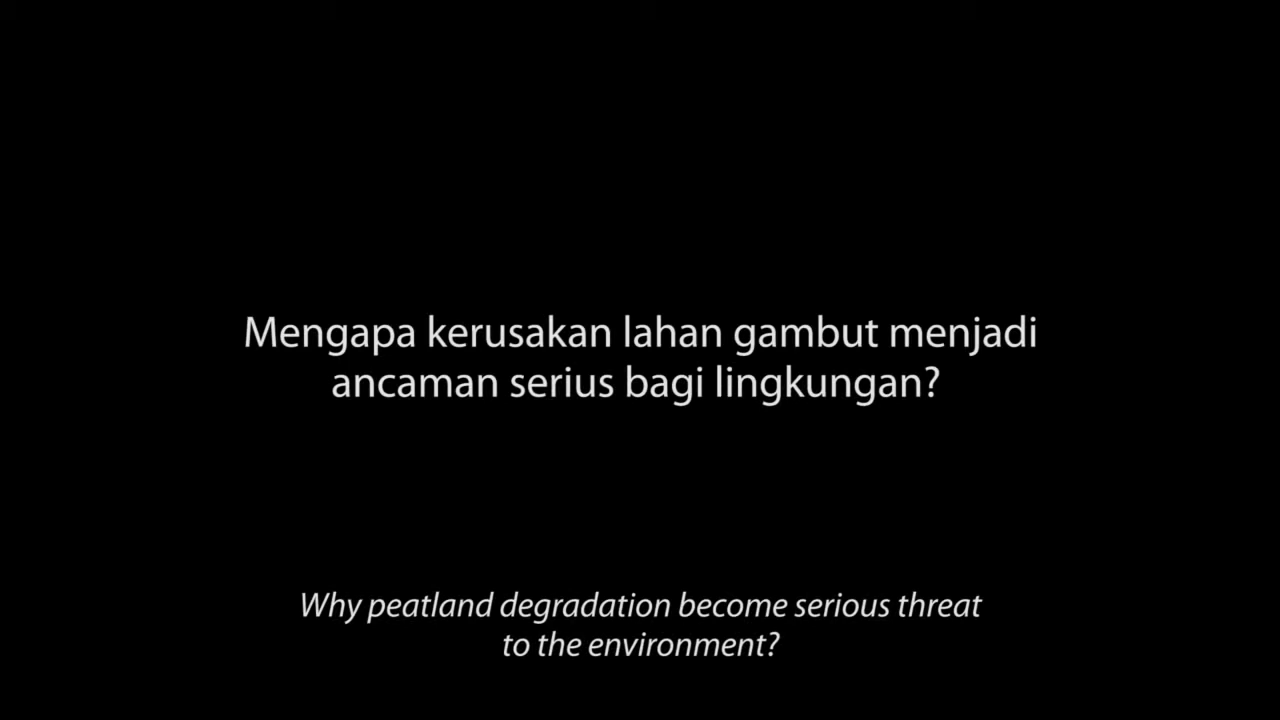 Mengapa kerusakan lahan gambut menjadi
ancaman serius bagi lingkungan?
Why peatland degradation become serious threat
to the environment?